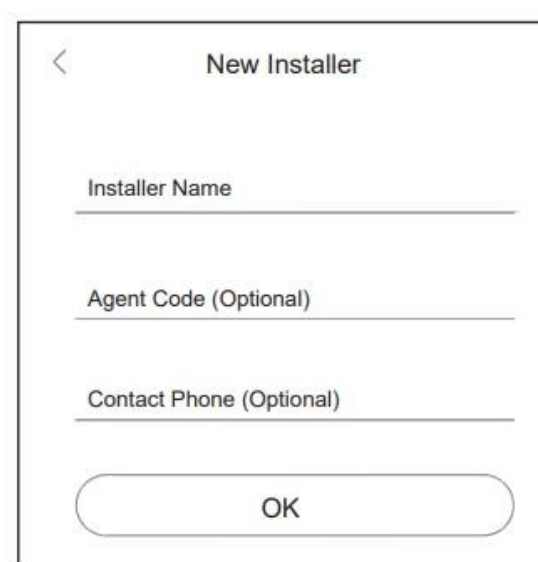 New Installer
Installer Name
Agent Code (Optional)
Contact Phone (Optional)
OK